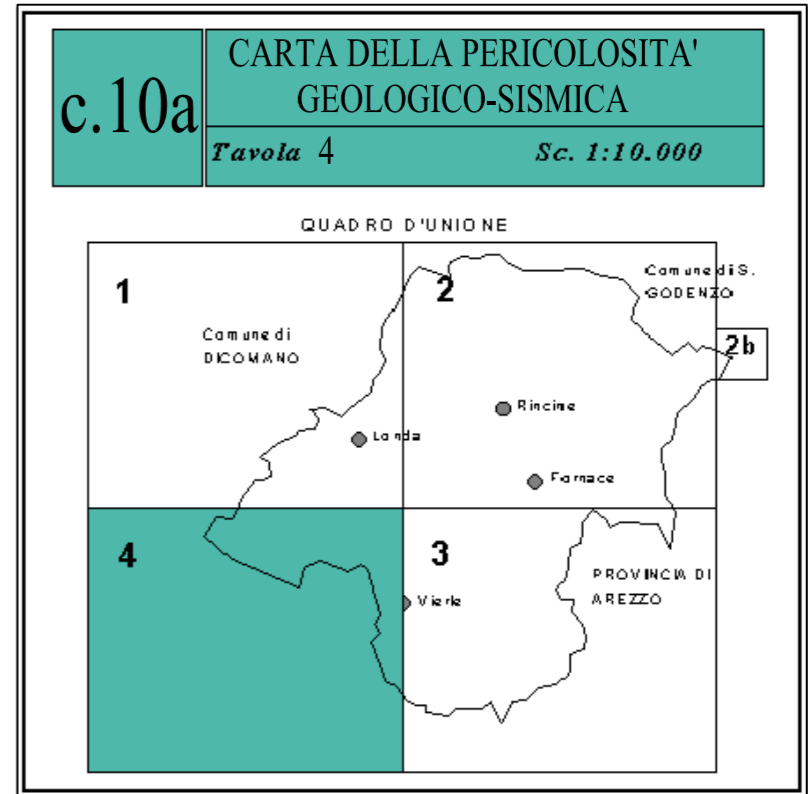 c.10a
CARTA DELLA PERICOLOSITA'
GEOLOGICO-SISMICA
Tavola 4
Sc. 1:10.000
QUADRO D'UNIONE
1
2
Comune di S.
GODENZO
Comune di
DICOMANO
2b
Rincine
Londa
Fornace
4
3
PROVINCIA DI
AREZZO
Vierle